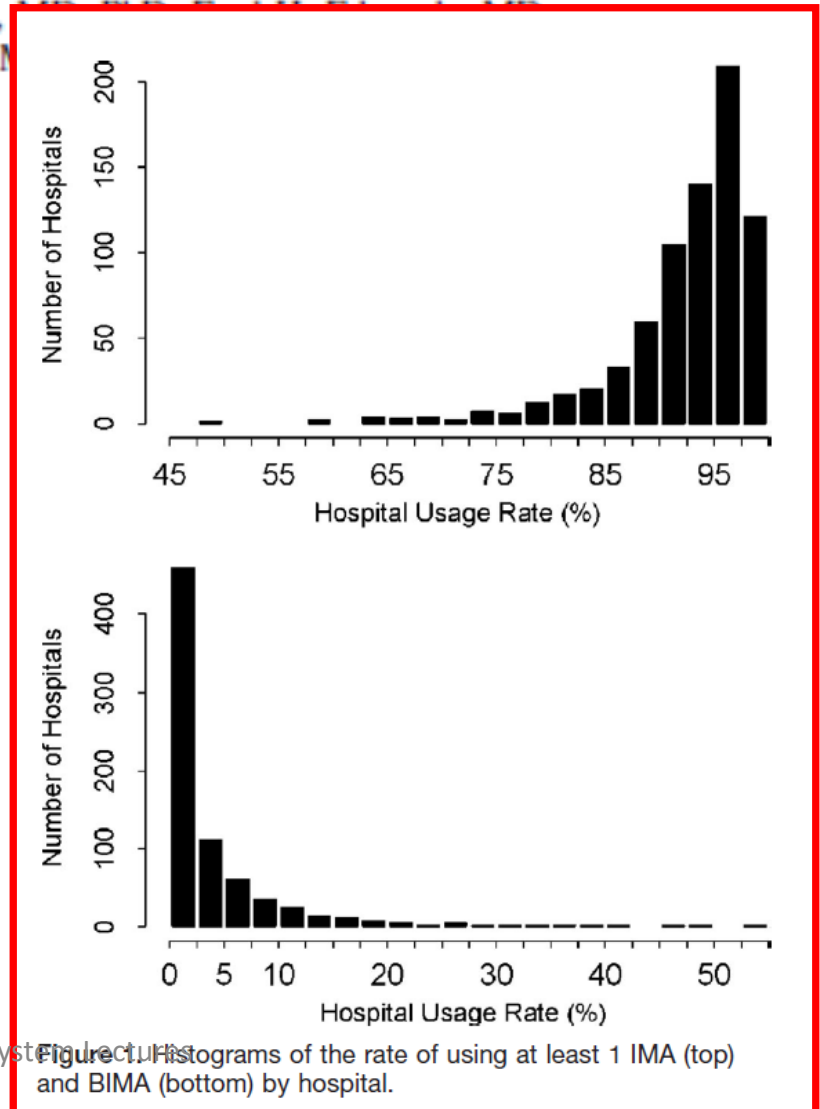 200
150
100
50
0
Number of Hospitals
45 55 65 75 85 95
Hospital Usage Rate (%)
400
300
200
100
0
Number of Hospitals
0 5 10 20 30 40 50
Hospital Usage Rate (%)
ystem Lectures
Figure 1. Histograms of the rate of using at least 1 IMA (top)
and BIMA (bottom) by hospital.